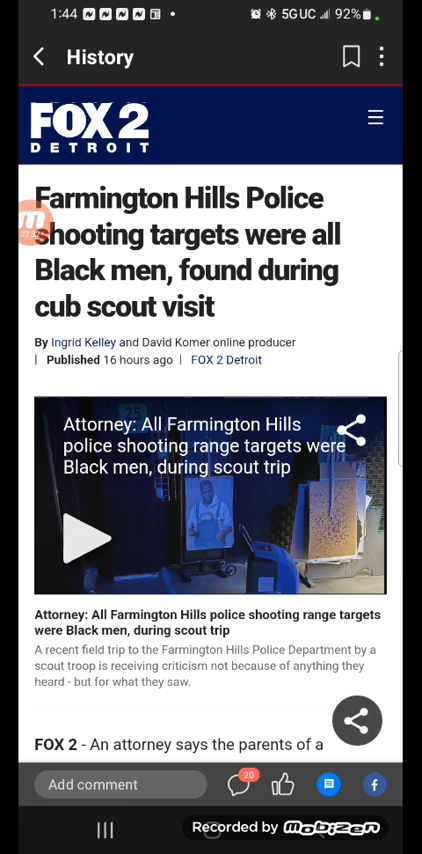 1:44
5GUC
92%
History
FOX 2
DETROIT
Farmington Hills Police
shooting targets were all
Black men, found during
cub scout visit
By Ingrid Kelley and David Komer online producer
| Published 16 hours ago | FOX 2 Detroit
25
Attorney: All Farmington Hills
police shooting range targets were
Black men, during scout trip
Attorney: All Farmington Hills police shooting range targets
were Black men, during scout trip
A recent field trip to the Farmington Hills Police Department by a
scout troop is receiving criticism not because of anything they
heard - but for what they saw.
FOX 2 - An attorney says the parents of a
Add comment
20
Recorded by Mobizen